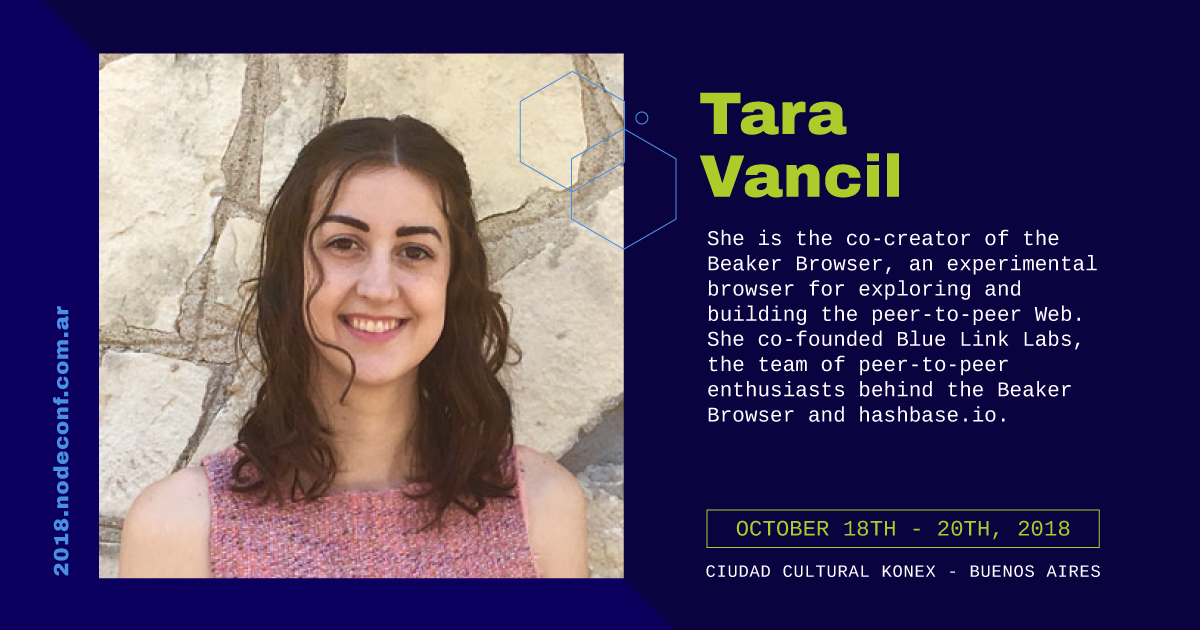 Tara
Vancil
She is the co-creator of the
Beaker Browser, an experimental
browser for exploring and
building the peer-to-peer Web.
She co-founded Blue Link Labs,
the team of peer-to-peer
enthusiasts behind the Beaker
Browser and hashbase.io.
OCTOBER 18TH - 20TH, 2018
CIUDAD CULTURAL KONEX - BUENOS AIRES
2018.nodeconf.com.ar